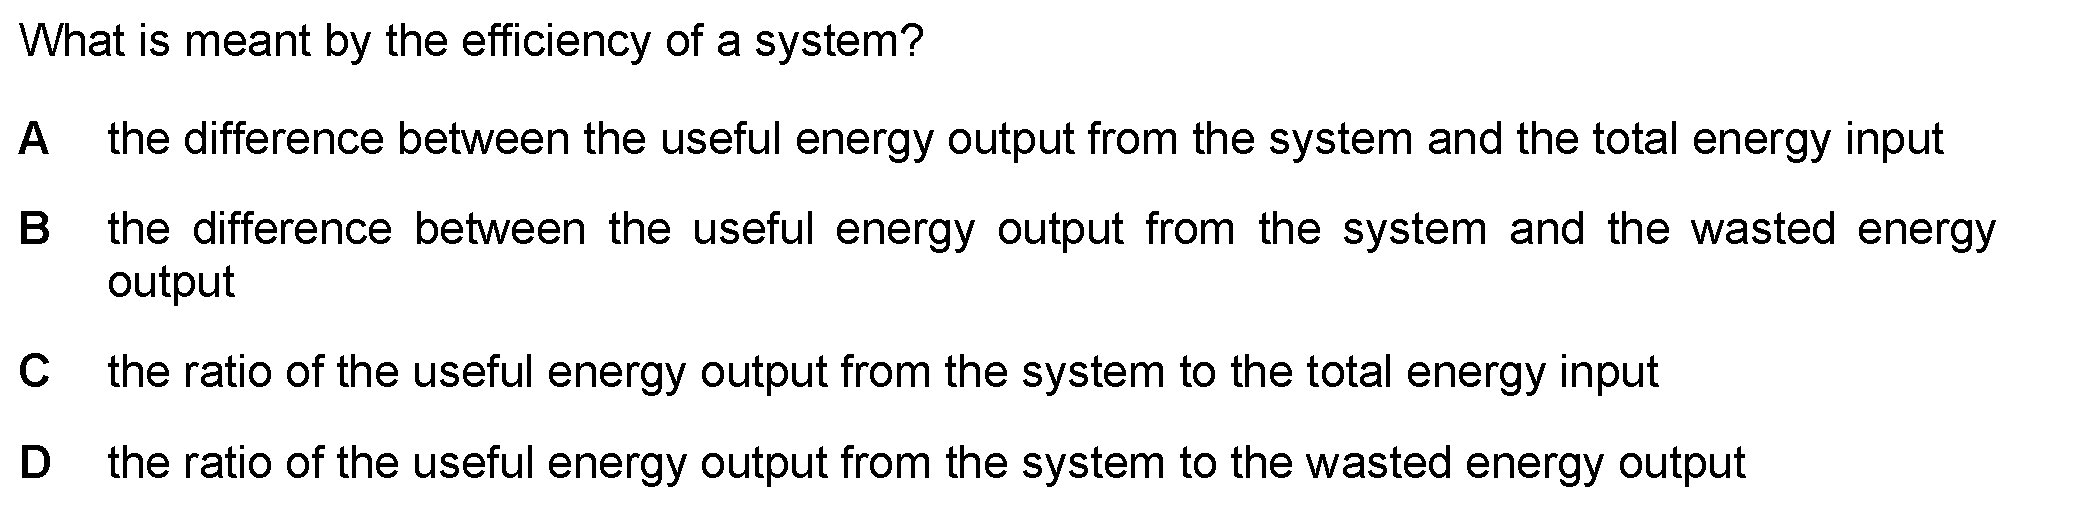 What is meant by the efficiency of a system?
A the difference between the useful energy output from the system and the total energy input
B the difference between the useful energy output from the system and the wasted energy
output
C the ratio of the useful energy output from the system to the total energy input
D the ratio of the useful energy output from the system to the wasted energy output